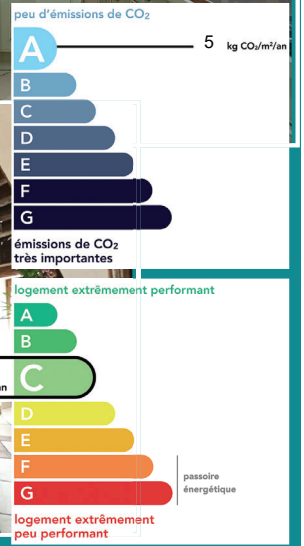 peu d'émissions de CO₂
A 5 kg CO₂/m²/an
B
C
D
E
F
G
émissions de CO₂
très importantes
logement extrêmement performant
A
B
an C
D
E
F
G
passoire
énergétique
logement extrêmement
peu performant